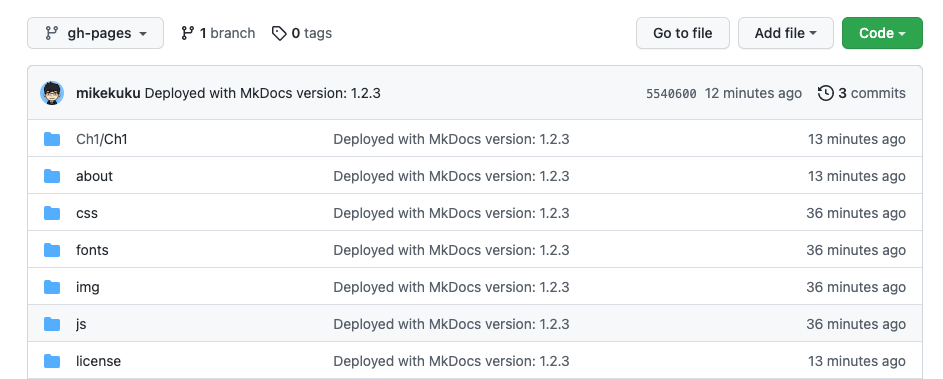 gh-pages 1 branch 0 tags Go to file Add file Code
mikekuku Deployed with MkDocs version: 1.2.3 5540600 12 minutes ago 3 commits
Ch1/Ch1 Deployed with MkDocs version: 1.2.3 13 minutes ago
about Deployed with MkDocs version: 1.2.3 13 minutes ago
css Deployed with MkDocs version: 1.2.3 36 minutes ago
fonts Deployed with MkDocs version: 1.2.3 36 minutes ago
img Deployed with MkDocs version: 1.2.3 36 minutes ago
js Deployed with MkDocs version: 1.2.3 36 minutes ago
license Deployed with MkDocs version: 1.2.3 13 minutes ago